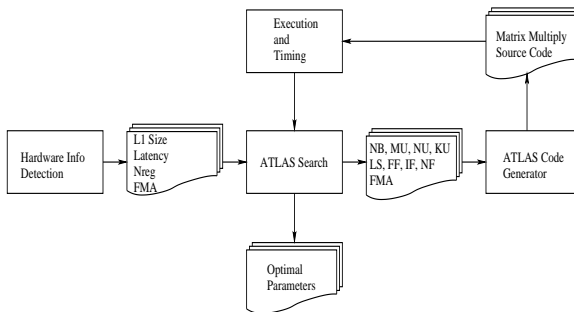 Execution
and
Timing
Matrix Multiply
Source Code
Hardware Info
Detection
L1 Size
Latency
Nreg
FMA
ATLAS Search
NB, MU, NU, KU
LS, FF, IF, NF
FMA
ATLAS Code
Generator
Optimal
Parameters